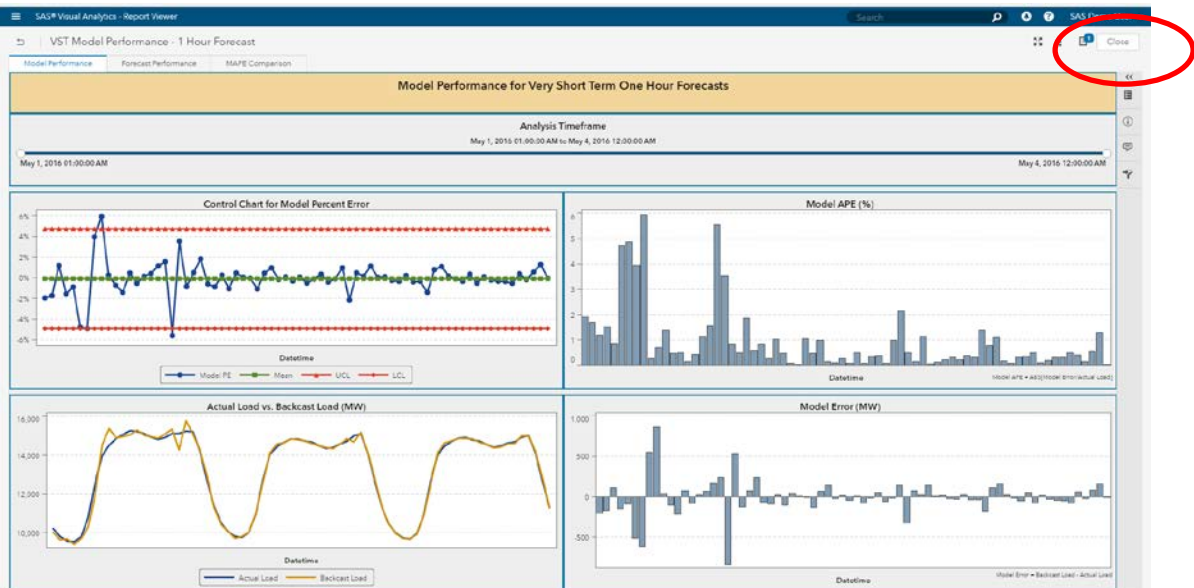 SAS® Visual Analytics - Report Viewer
Search
VST Model Performance - 1 Hour Forecast
1
Close
Model Performance
Forecast Performance
MAPE Comparison
Model Performance for Very Short Term One Hour Forecasts
Analysis Timeframe
May 1, 2016 01:00:00 AM to May 4, 2016 12:00:00 AM
May 1, 2016 01:00:00 AM
May 4, 2016 12:00:00 AM
Control Chart for Model Percent Error
6%
4%
2%
0%
-2%
-4%
-6%
Datetime
Model PE
Mean
UCL
LCL
Model APE (%)
6
5
4
3
2
1
0
Datetime
Model APE = ABS(Model Error/Actual Load)
Actual Load vs. Backcast Load (MW)
16,000
14,000
12,000
10,000
Datetime
Actual Load
Backcast Load
Model Error (MW)
1,000
500
0
-500
Datetime
Model Error = Backcast Load - Actual Load